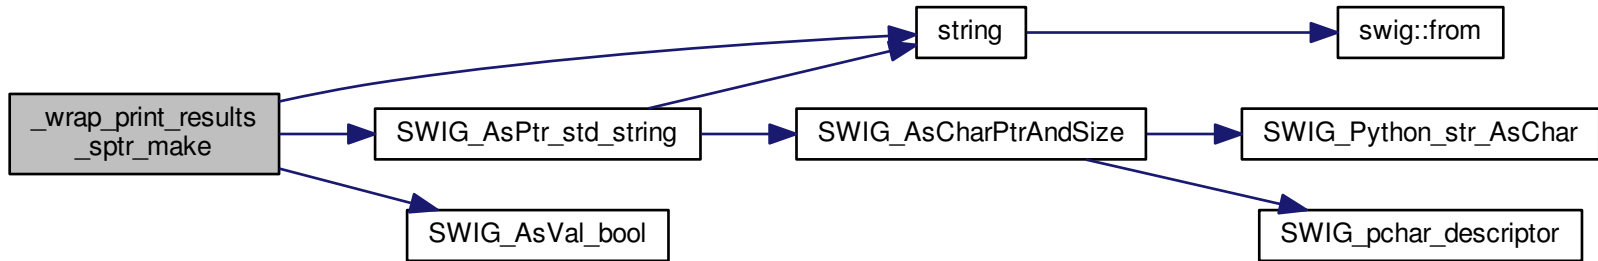 string
swig::from
_wrap_print_results
_sptr_make
SWIG_AsPtr_std_string
SWIG_AsCharPtrAndSize
SWIG_Python_str_AsChar
SWIG_AsVal_bool
SWIG_pchar_descriptor